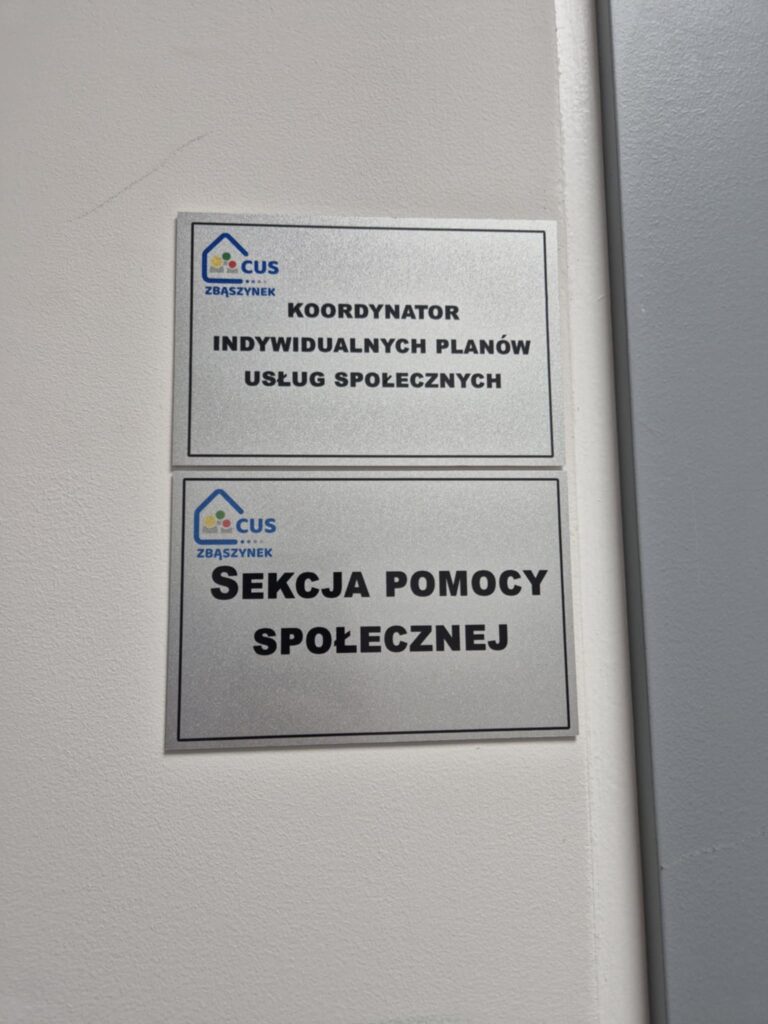 CUS
ZBĄSZYNEK
KOORDYNATOR
INDYWIDUALNYCH PLANÓW
USŁUG SPOŁECZNYCH
CUS
ZBĄSZYNEK
SEKCJA POMOCY
SPOŁECZNEJ